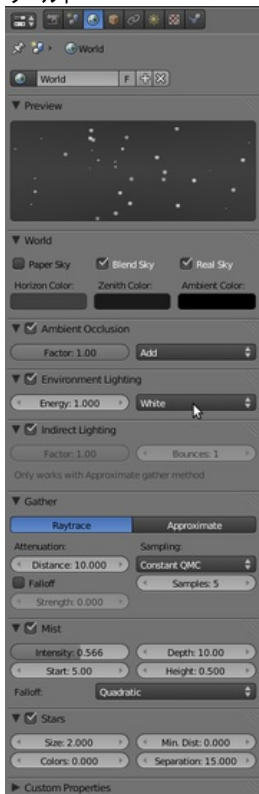 World
World F
Preview
World
Paper Sky Blend Sky Real Sky
Horizon Color: Zenith Color: Ambient Color:
Ambient Occlusion
Factor: 1.00 Add
Environment Lighting
Energy: 1.000 White
Indirect Lighting
Factor: 1.00 Bounces: 1
Only works with Approximate gather method
Gather
Raytrace Approximate
Attenuation: Sampling:
Distance: 10.000 Constant QMC
Falloff Samples: 5
Strength: 0.000
Mist
Intensity: 0.566 Depth: 10.00
Start: 5.00 Height: 0.500
Falloff: Quadratic
Stars
Size: 2.000 Min. Dist: 0.000
Colors: 0.000 Separation: 15.000
Custom Properties